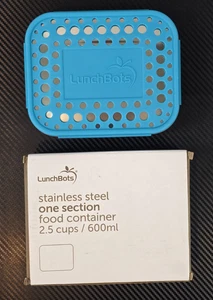 LunchBots
LunchBots
stainless steel
one section
food container
2.5 cups / 600ml